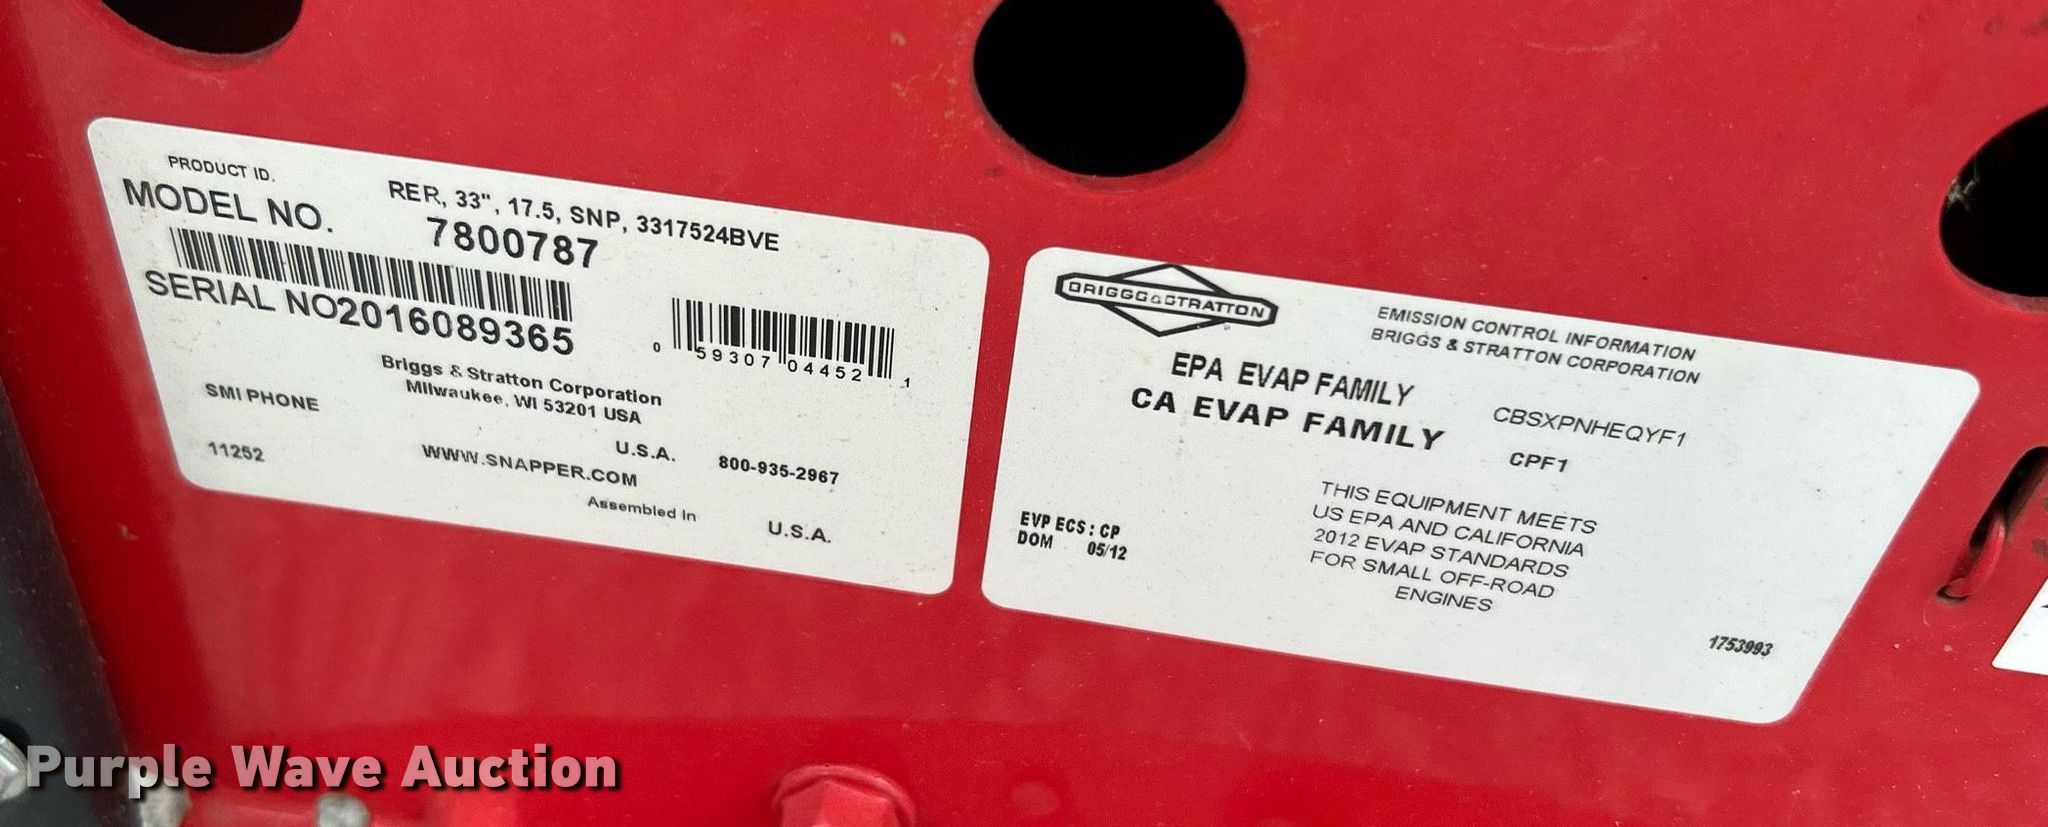 PRODUCT ID.
RER, 33", 17.5, SNP, 3317524BVE
MODEL NO.
7800787
SERIAL NO2016089365
0 59307 04452 1
Briggs & Stratton Corporation
Milwaukee, WI 53201 USA
SMI PHONE
U.S.A. 800-935-2967
11252
WWW.SNAPPER.COM
Assembled in U.S.A.
BRIGGS&STRATTON
EMISSION CONTROL INFORMATION
BRIGGS & STRATTON CORPORATION
EPA EVAP FAMILY CBSXPNHEQYF1
CA EVAP FAMILY CPF1
THIS EQUIPMENT MEETS
US EPA AND CALIFORNIA
2012 EVAP STANDARDS
FOR SMALL OFF-ROAD
ENGINES
EVP ECS : CP
DOM 05/12
1753993
Purple Wave Auction